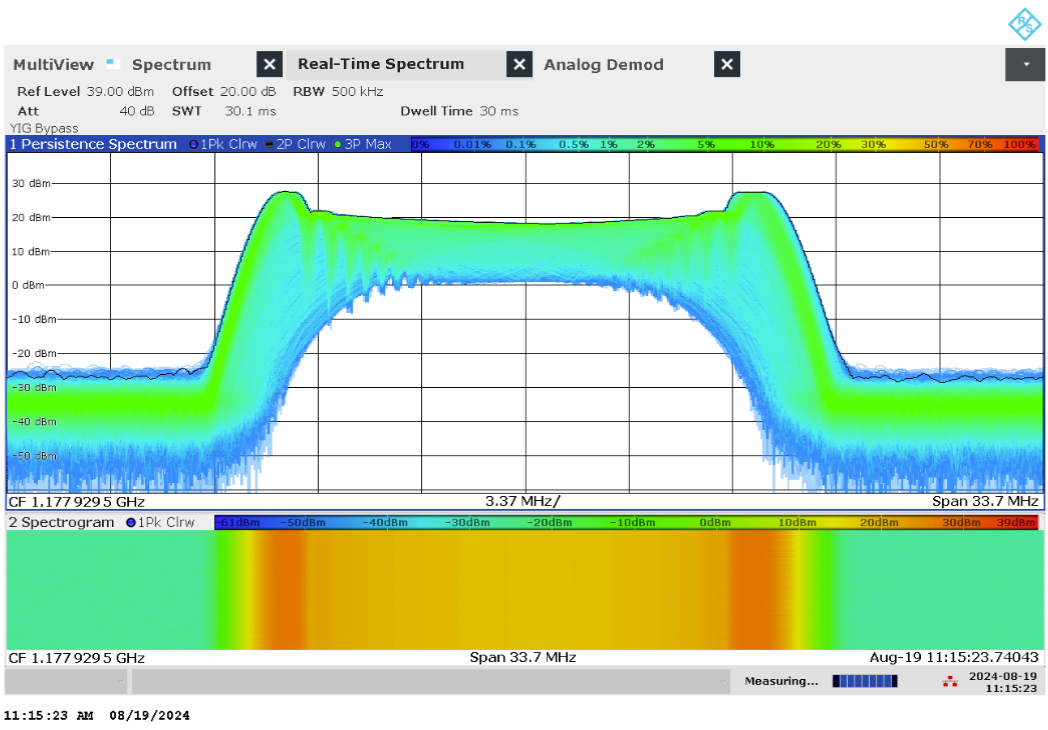 R S
MultiView Spectrum Real-Time Spectrum Analog Demod
Ref Level 39.00 dBm Offset 20.00 dB RBW 500 kHz
Att 40 dB SWT 30.1 ms Dwell Time 30 ms
YIG Bypass
1 Persistence Spectrum 1Pk Clrw 2P Clrw 3P Max 0% 0.01% 0.1% 0.5% 1% 2% 5% 10% 20% 30% 50% 70% 100%
30 dBm
20 dBm
10 dBm
0 dBm
-10 dBm
-20 dBm
-30 dBm
-40 dBm
-50 dBm
CF 1.1779295 GHz 3.37 MHz/ Span 33.7 MHz
2 Spectrogram 1Pk Clrw -61dBm -50dBm -40dBm -30dBm -20dBm -10dBm 0dBm 10dBm 20dBm 30dBm 39dBm
CF 1.1779295 GHz Span 33.7 MHz Aug-19 11:15:23.74043
Measuring... 2024-08-19
11:15:23
11:15:23 AM 08/19/2024